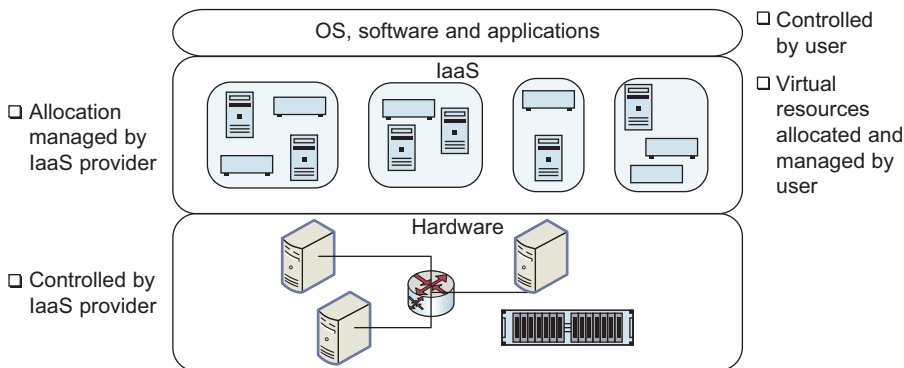 OS, software and applications
❑ Controlled
by user
IaaS
❑ Allocation
managed by
IaaS provider
❑ Virtual
resources
allocated and
managed by
user
Hardware
❑ Controlled by
IaaS provider